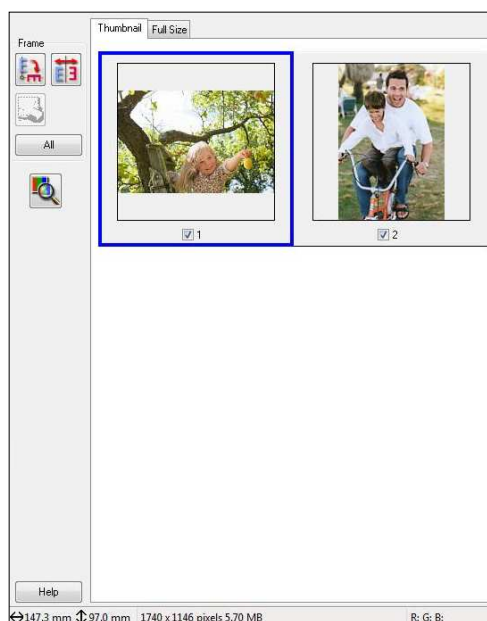 Thumbnail Full Size
Frame
All
1
2
Help
147.3 mm 97.0 mm 1740 x 1146 pixels 5.70 MB R: G: B: